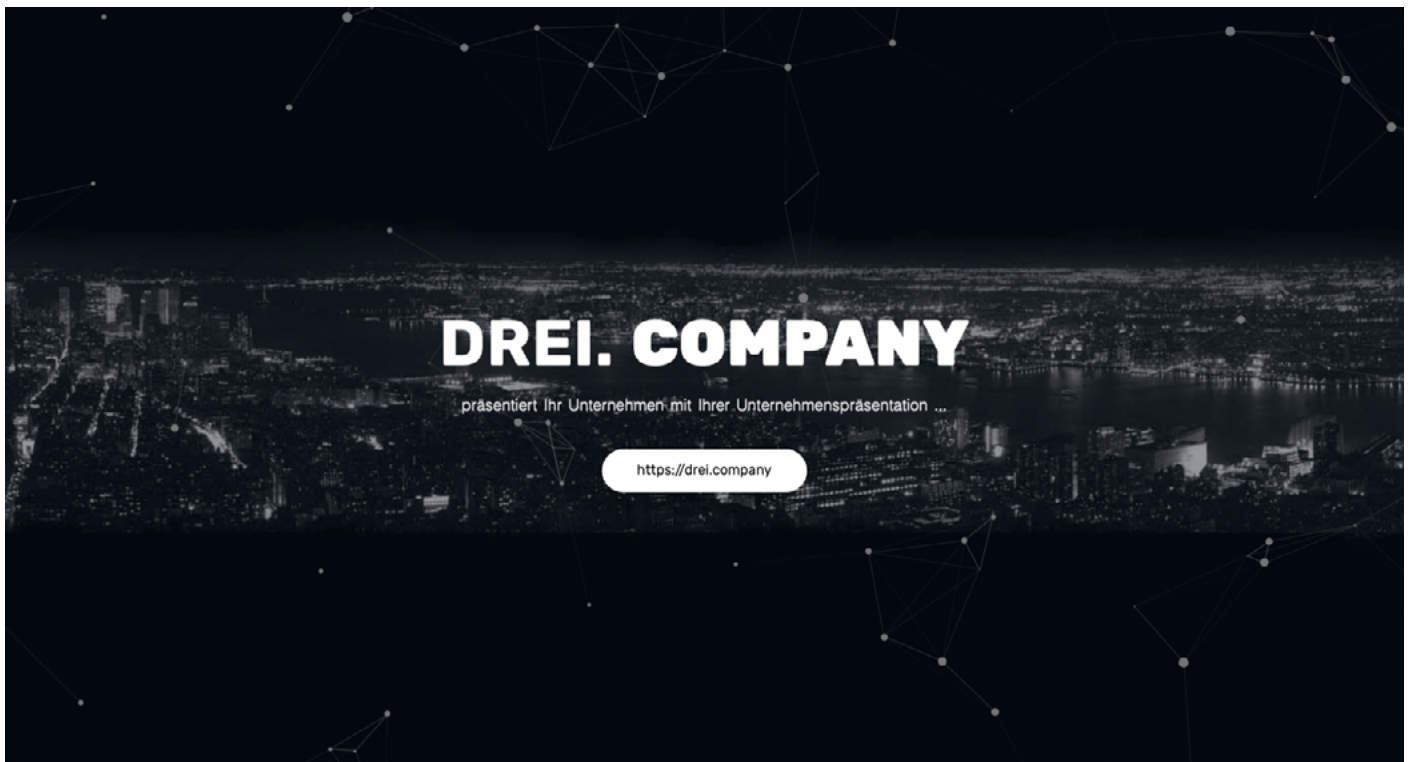 DREI. COMPANY
präsentiert Ihr Unternehmen mit Ihrer Unternehmenspräsentation ...
https://drei.company